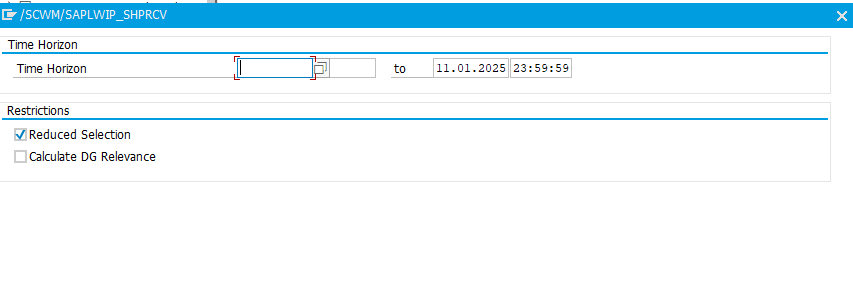 /SCWM/SAPLWIP_SHPRCV
Time Horizon
Time Horizon to 11.01.2025 23:59:59
Restrictions
Reduced Selection
Calculate DG Relevance